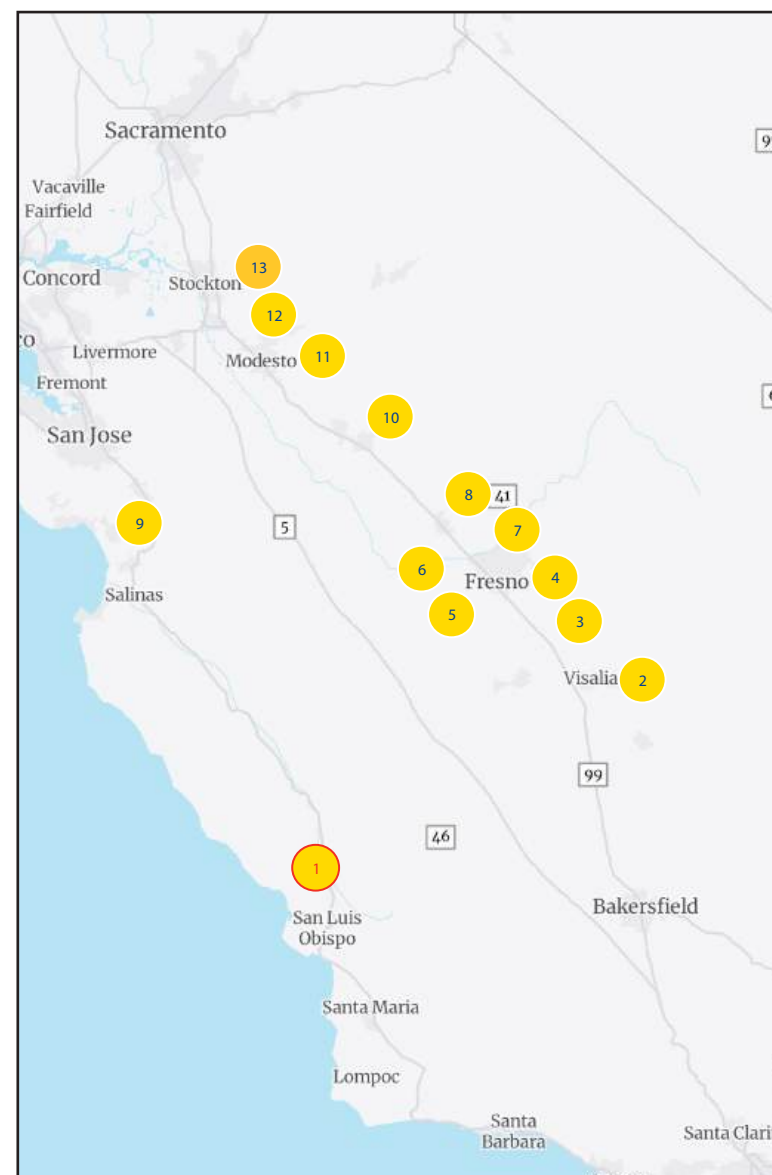 Sacramento
9
Vacaville
Fairfield
13
Concord
Stockton
12
ro
Livermore
Modesto
11
Fremont
10
San Jose
8
41
9
5
7
6
Fresno
4
Salinas
5
3
Visalia
2
99
46
1
Bakersfield
San Luis
Obispo
Santa Maria
Lompoc
Santa
Barbara
Santa Clari